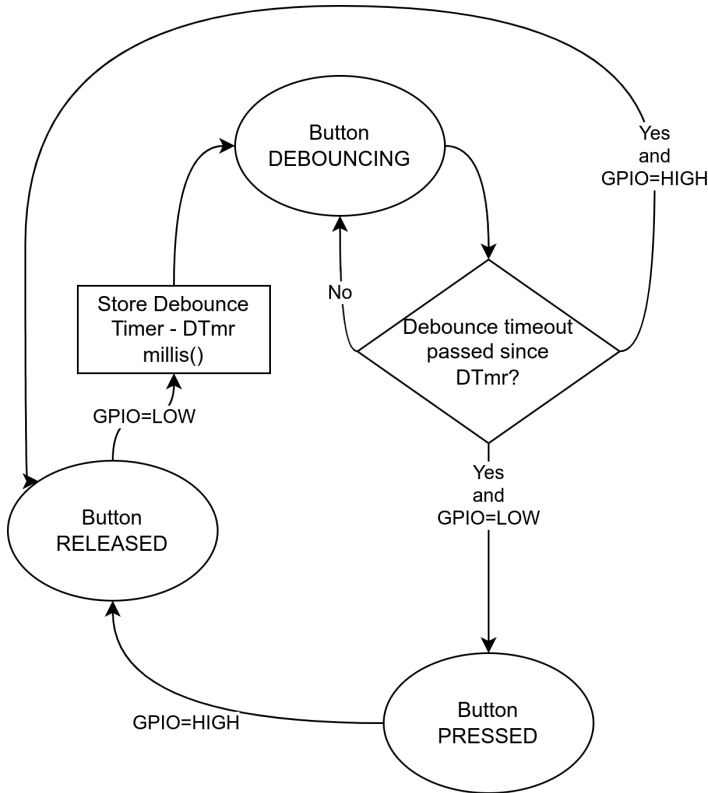 Yes
and
GPIO=HIGH
Button
DEBOUNCING
No
Store Debounce
Timer - DTmr
millis()
Debounce timeout
passed since
DTmr?
GPIO=LOW
Yes
and
GPIO=LOW
Button
RELEASED
Button
PRESSED
GPIO=HIGH